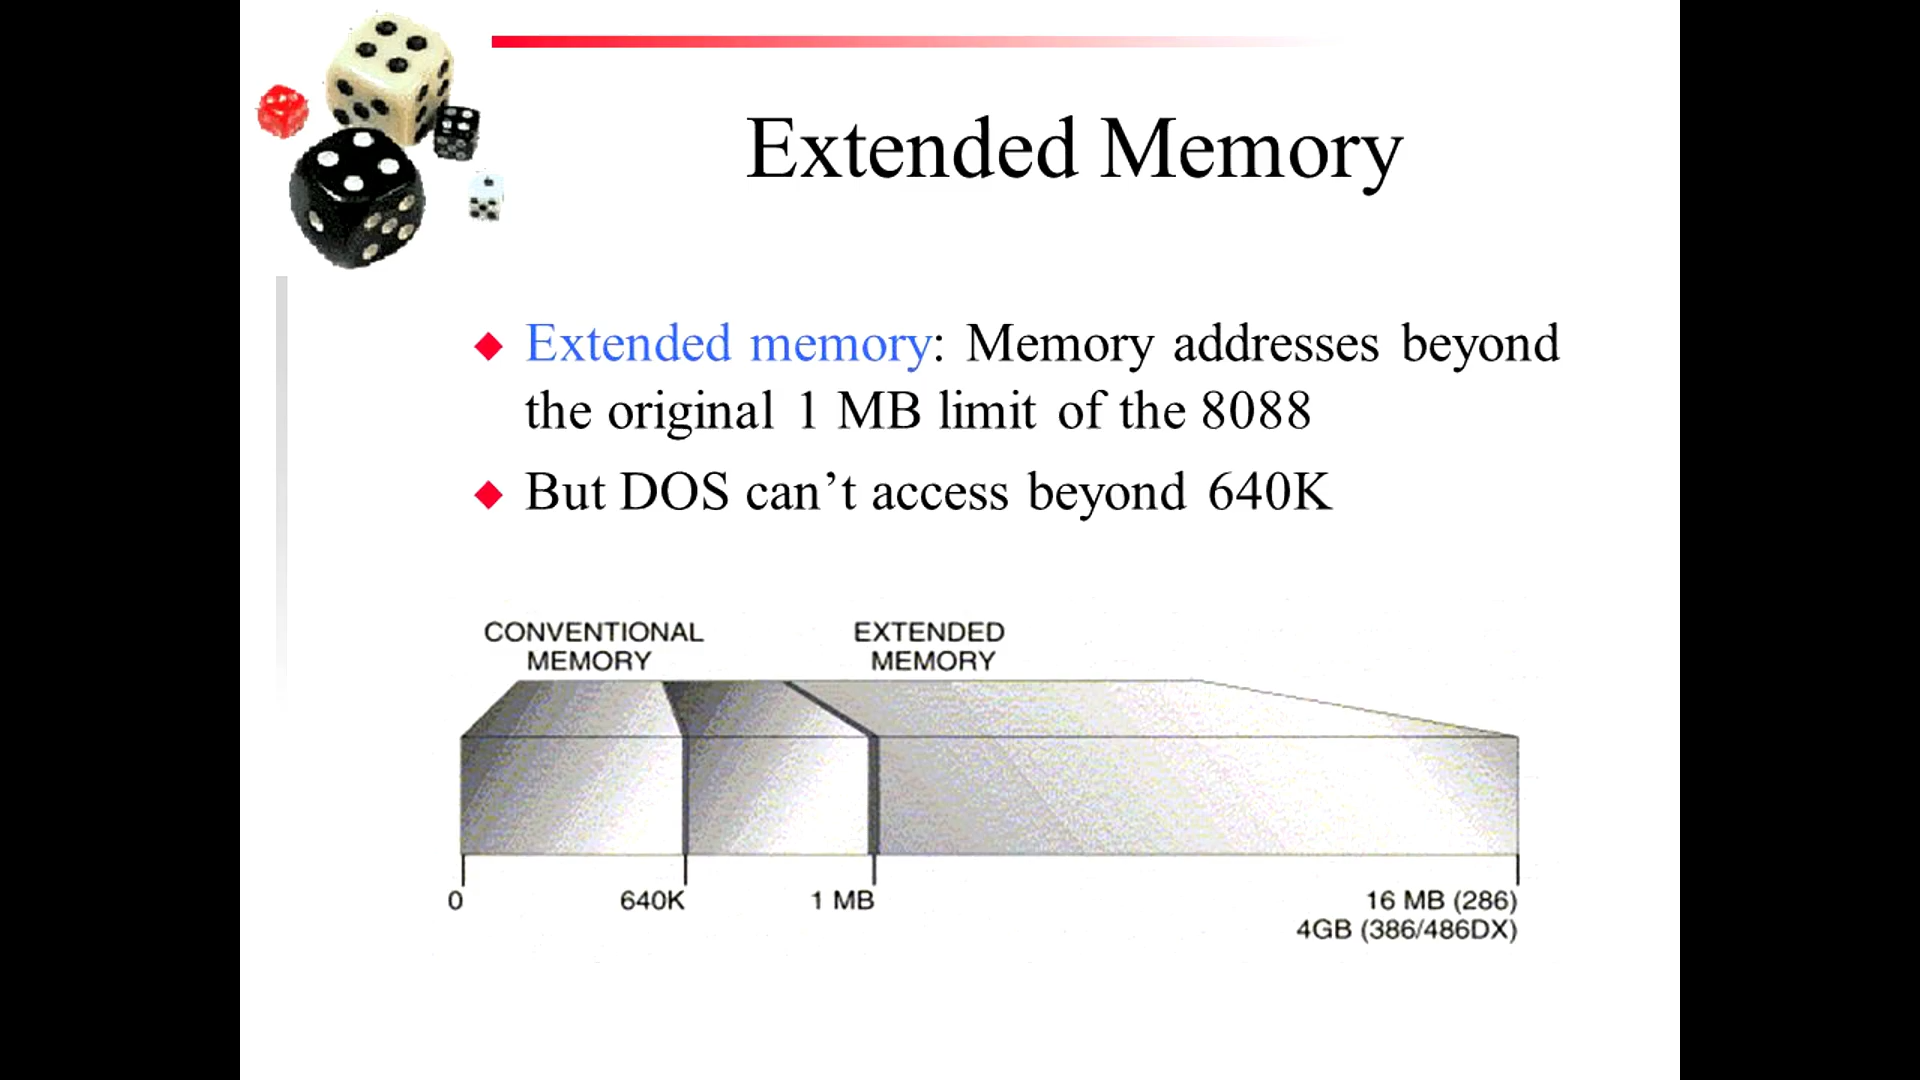 Extended Memory
Extended memory: Memory addresses beyond
the original 1 MB limit of the 8088
But DOS can’t access beyond 640K
CONVENTIONAL
MEMORY
EXTENDED
MEMORY
0
640K
1 MB
16 MB (286)
4GB (386/486DX)